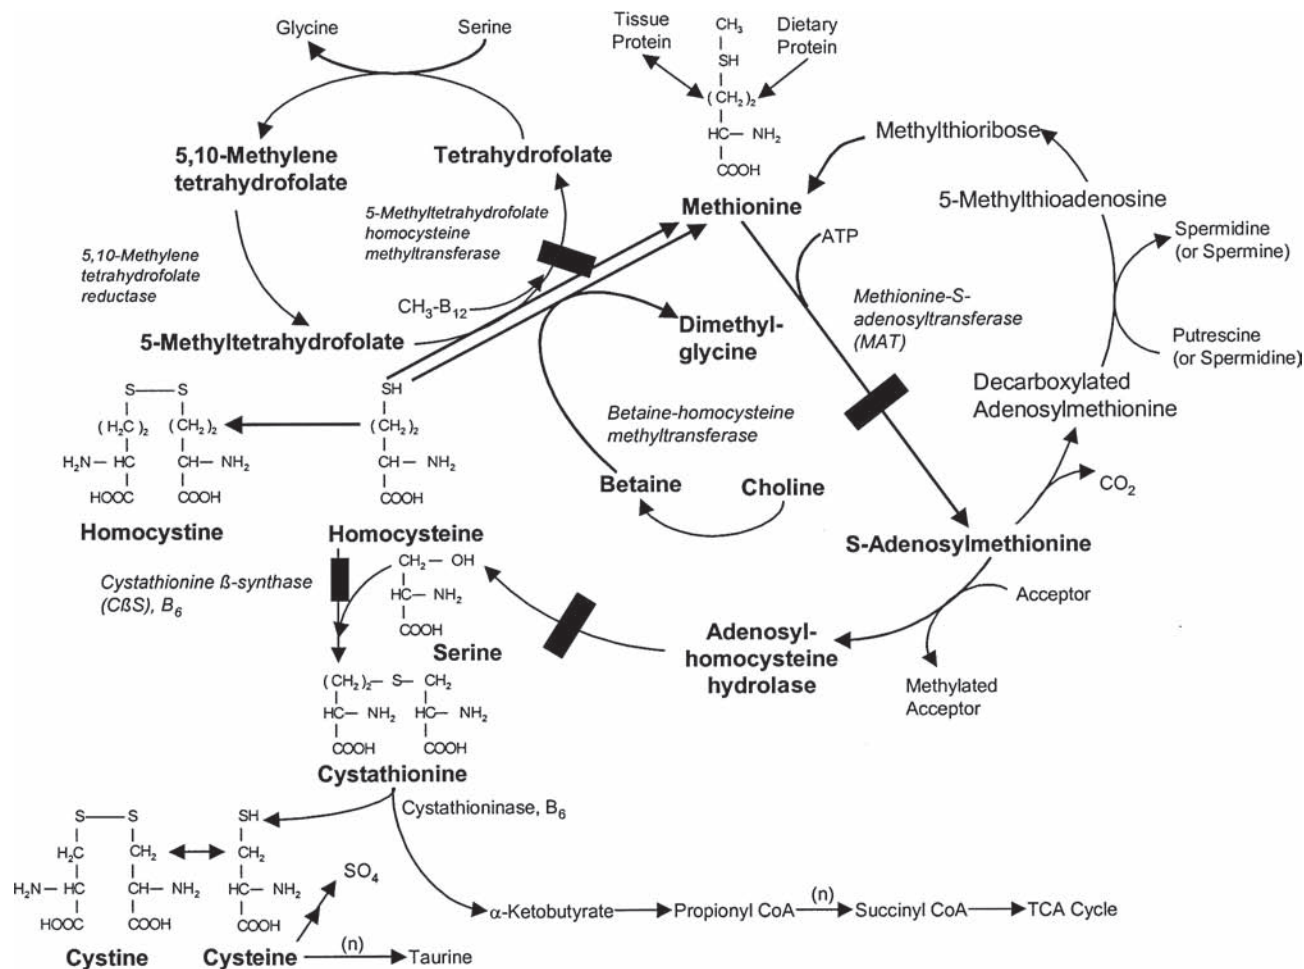 Glycine
Serine
Tissue
Protein
CH₃
SH
(CH₂)₂
HC— NH₂
COOH
Dietary
Protein
Methionine
Methylthioribose
5-Methylthioadenosine
Spermidine
(or Spermine)
Putrescine
(or Spermidine)
Decarboxylated
Adenosylmethionine
CO₂
5,10-Methylene
tetrahydrofolate
Tetrahydrofolate
5-Methyltetrahydrofolate
homocysteine
methyltransferase
5,10-Methylene
tetrahydrofolate
reductase
CH₃-B₁₂
5-Methyltetrahydrofolate
ATP
Methionine-S-
adenosyltransferase
(MAT)
Dimethyl-
glycine
Betaine-homocysteine
methyltransferase
Betaine
Choline
S — S
(H₂C)₂ (CH₂)₂
H₂N— HC CH— NH₂
HOOC COOH
Homocystine
SH
(CH₂)₂
CH— NH₂
COOH
Homocysteine
S-Adenosylmethionine
Acceptor
Methylated
Acceptor
Adenosyl-
homocysteine
hydrolase
Cystathionine ß-synthase
(CßS), B₆
CH₂— OH
HC— NH₂
COOH
Serine
(CH₂)₂— S— CH₂
HC— NH₂ HC— NH₂
COOH COOH
Cystathionine
Cystathioninase, B₆
S — S
H₂C CH₂
H₂N— HC CH— NH₂
HOOC COOH
Cystine
SH
CH₂
HC— NH₂
COOH
Cysteine
SO₄
(n)
Taurine
α-Ketobutyrate
Propionyl CoA
(n)
Succinyl CoA
TCA Cycle